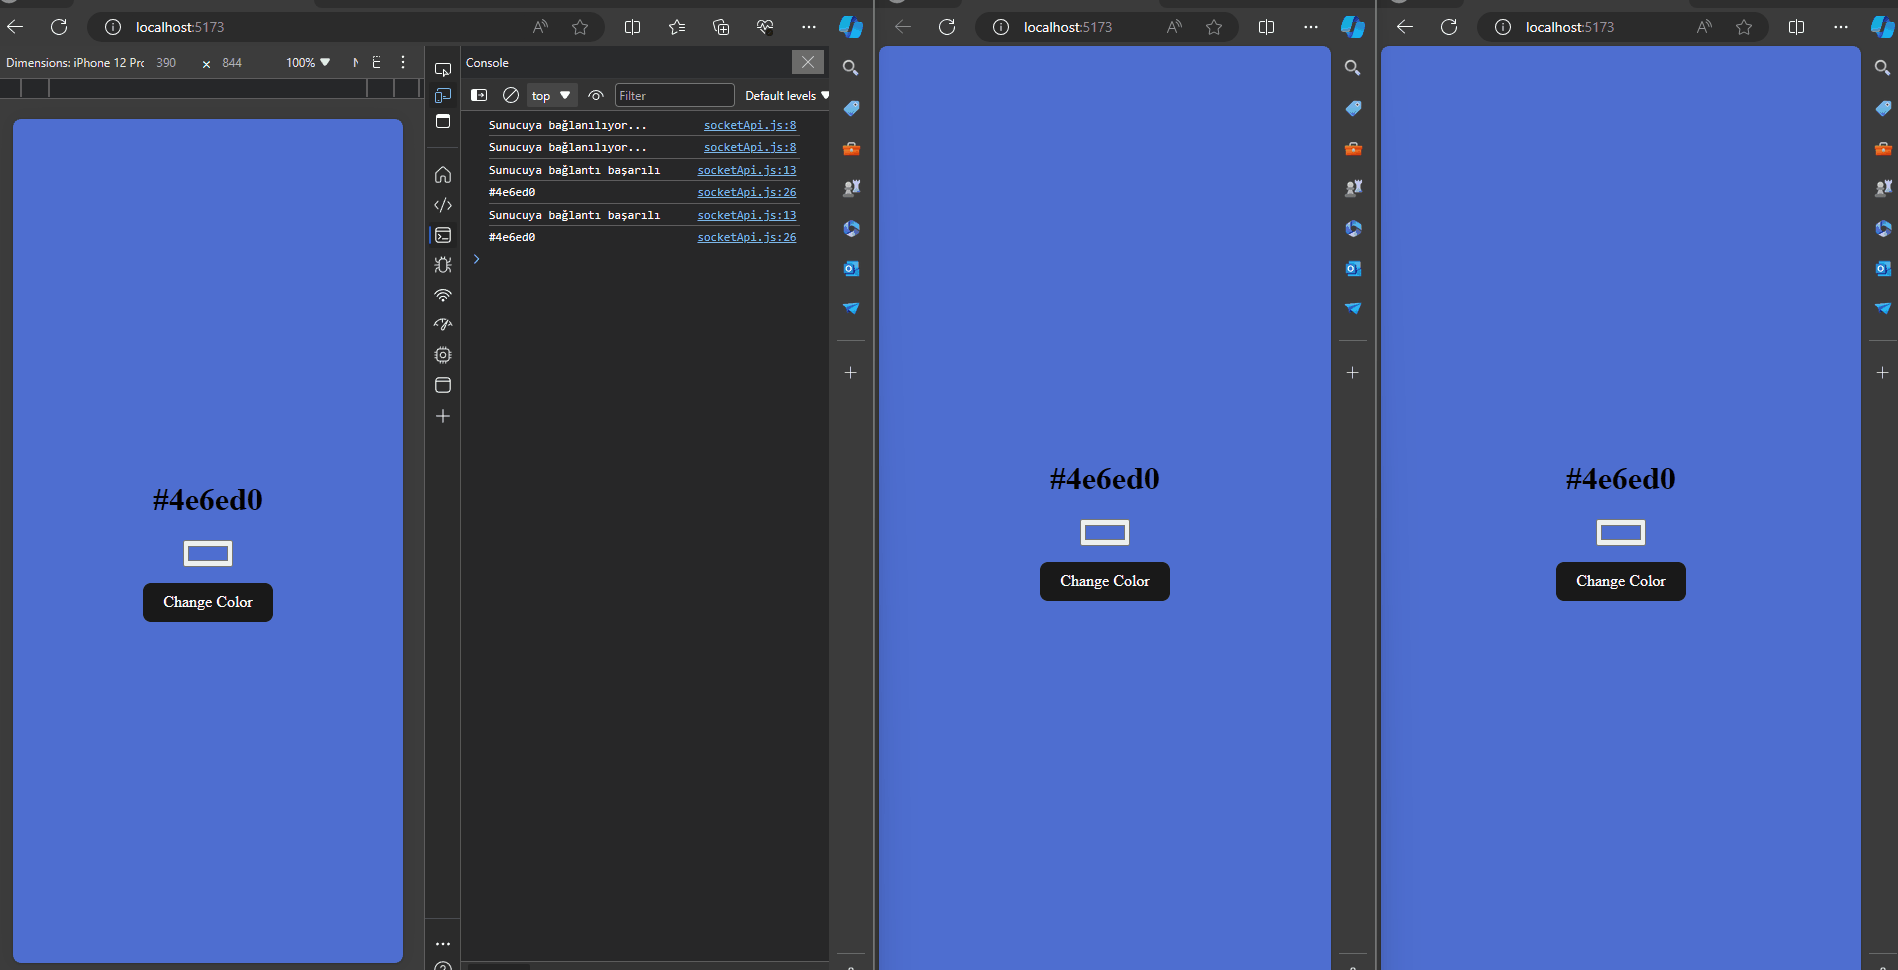 localhost:5173
Dimensions: iPhone 12 Pro 390 × 844 100%
Console
top Filter Default levels
Sunucuya bağlanılıyor... socketApi.js:8
Sunucuya bağlanılıyor... socketApi.js:8
Sunucuya bağlantı başarılı socketApi.js:13
#4e6ed0 socketApi.js:26
Sunucuya bağlantı başarılı socketApi.js:13
#4e6ed0 socketApi.js:26
#4e6ed0
Change Color
localhost:5173
#4e6ed0
Change Color
localhost:5173
#4e6ed0
Change Color